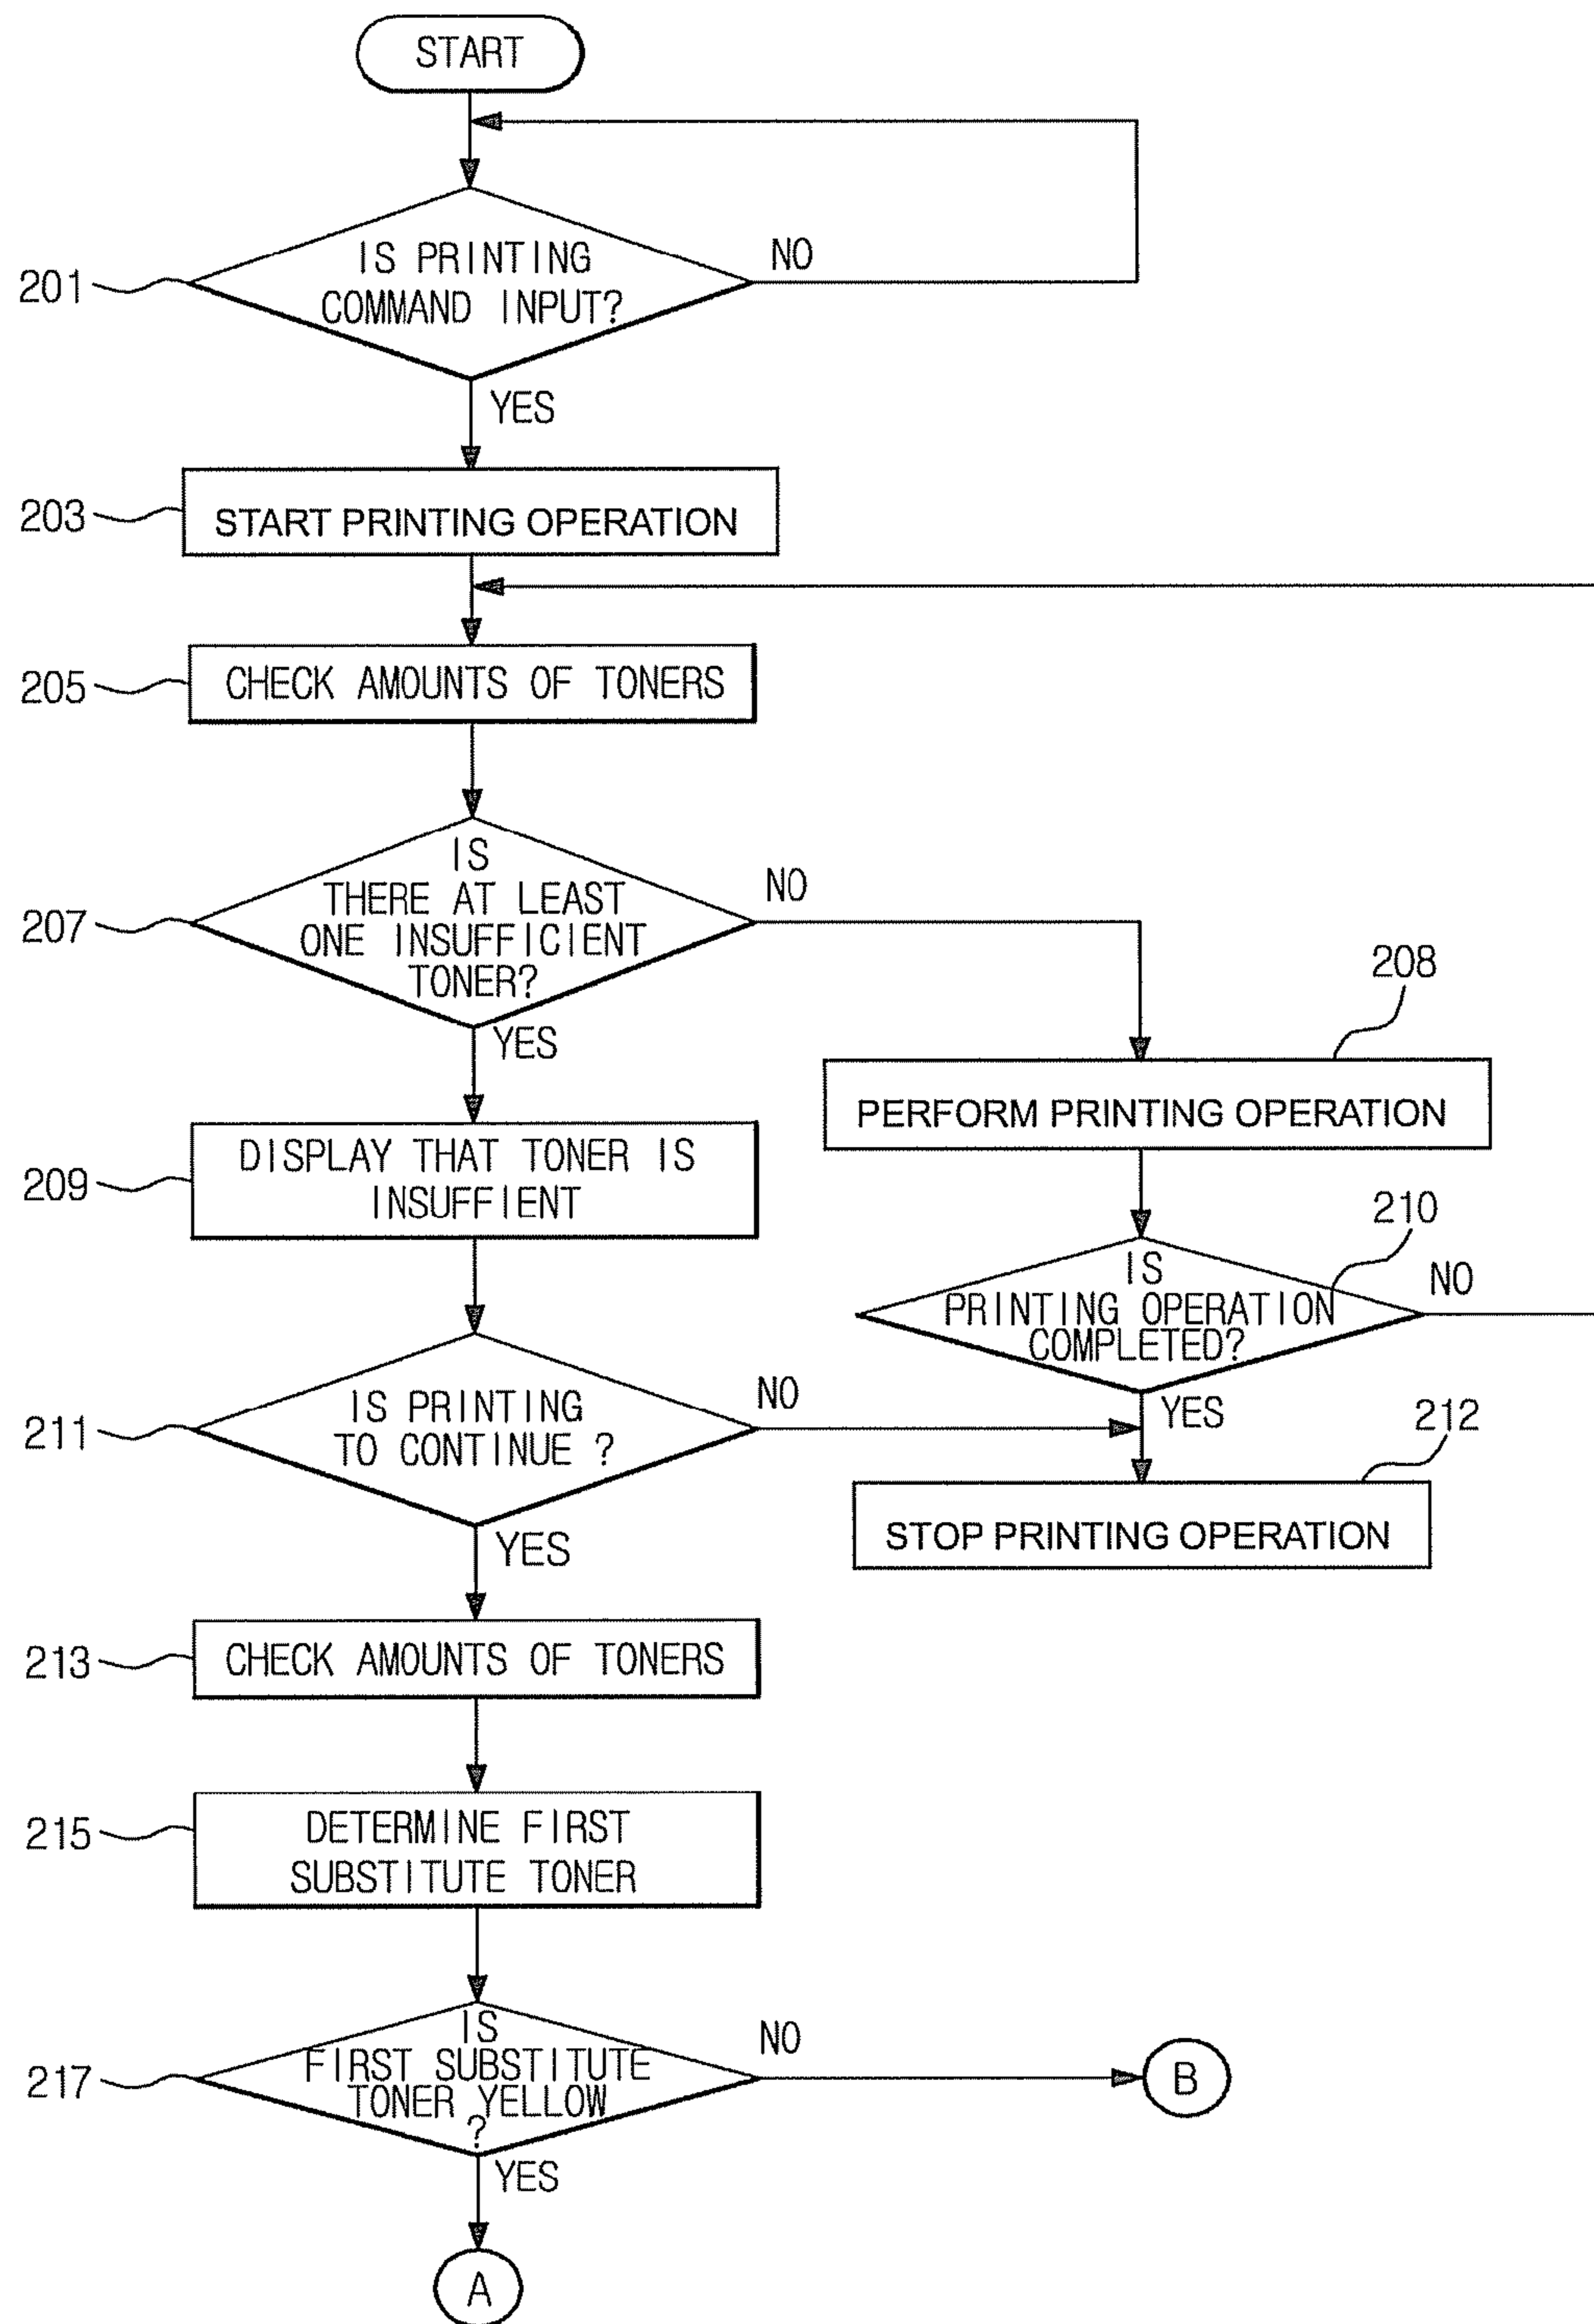 START
IS PRINTING
COMMAND INPUT?
NO
201
YES
203
START PRINTING OPERATION
205
CHECK AMOUNTS OF TONERS
IS
THERE AT LEAST
ONE INSUFFICIENT
TONER?
NO
207
YES
208
PERFORM PRINTING OPERATION
209
DISPLAY THAT TONER IS
INSUFFIENT
210
IS
PRINTING OPERATION
COMPLETED?
NO
YES
211
IS PRINTING
TO CONTINUE ?
NO
YES
212
STOP PRINTING OPERATION
213
CHECK AMOUNTS OF TONERS
215
DETERMINE FIRST
SUBSTITUTE TONER
217
IS
FIRST SUBSTITUTE
TONER YELLOW
?
NO
B
YES
A